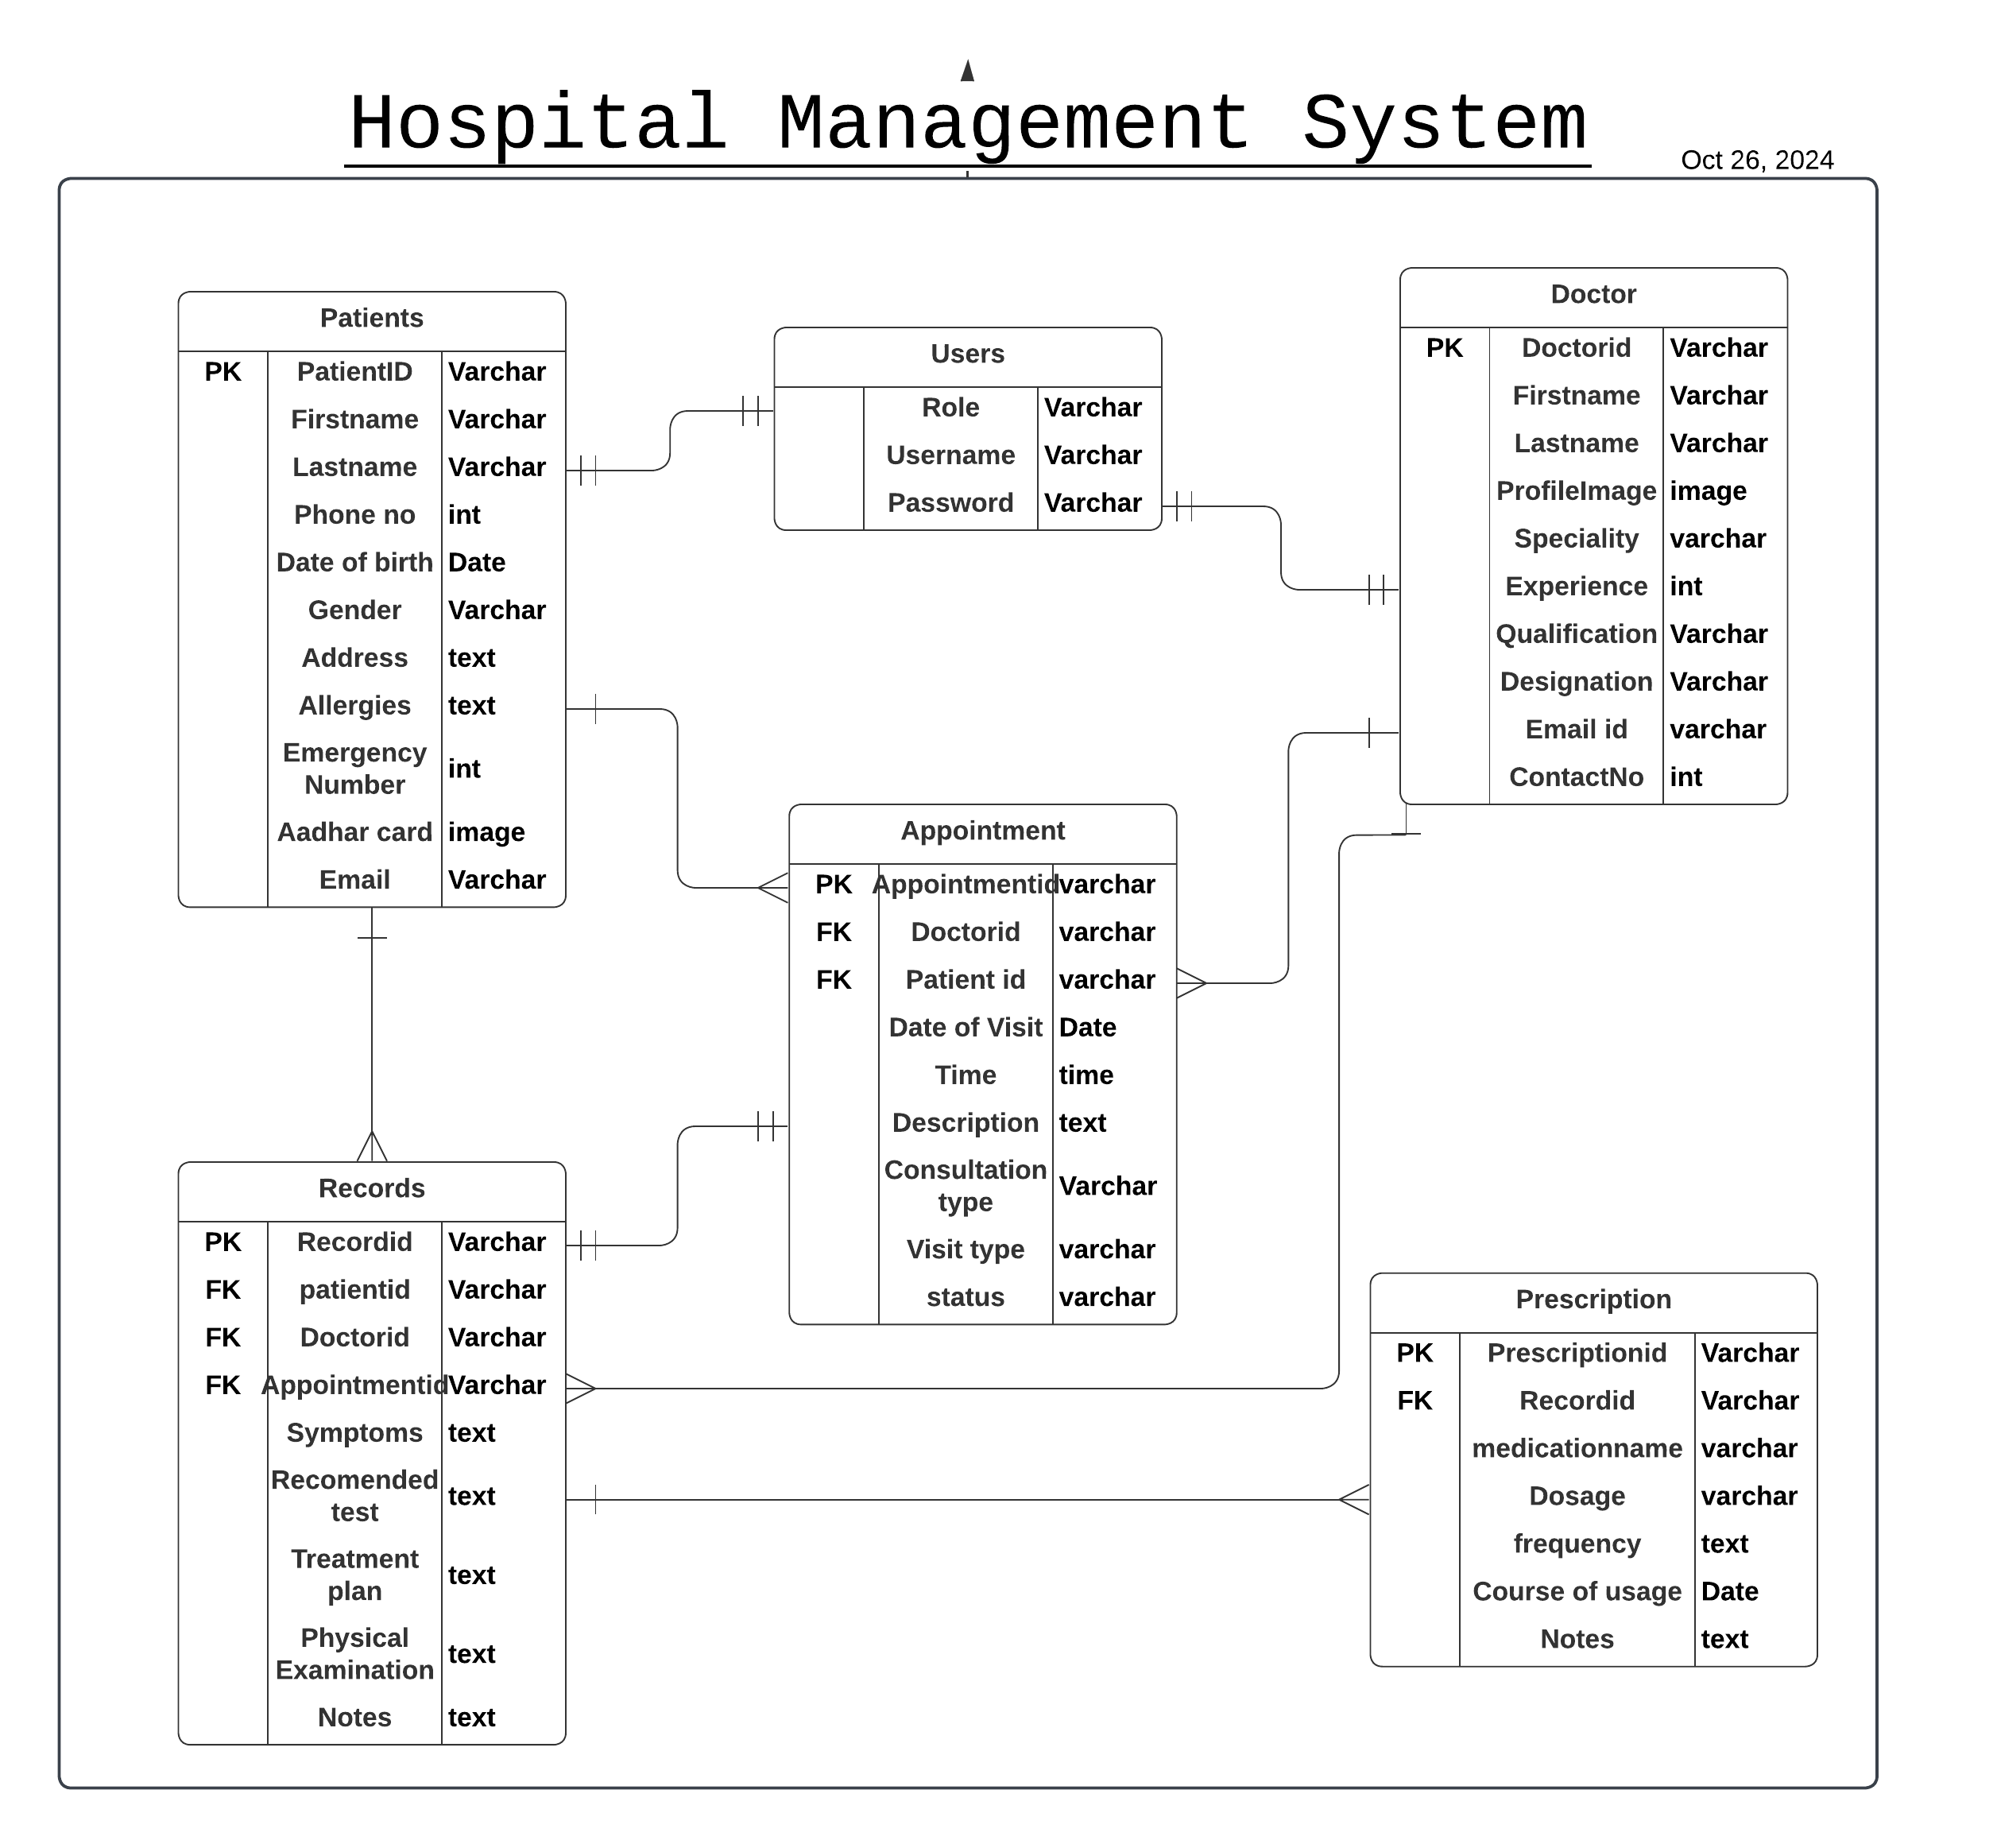 Hospital Management System
Oct 26, 2024
Patients
PK PatientID Varchar
Firstname Varchar
Lastname Varchar
Phone no int
Date of birth Date
Gender Varchar
Address text
Allergies text
Emergency
Number int
Aadhar card image
Email Varchar
Users
Role Varchar
Username Varchar
Password Varchar
Doctor
PK Doctorid Varchar
Firstname Varchar
Lastname Varchar
ProfileImage image
Speciality varchar
Experience int
Qualification Varchar
Designation Varchar
Email id varchar
ContactNo int
Appointment
PK Appointmentid varchar
FK Doctorid varchar
FK Patient id varchar
Date of Visit Date
Time time
Description text
Consultation
type Varchar
Visit type varchar
status varchar
Records
PK Recordid Varchar
FK patientid Varchar
FK Doctorid Varchar
FK Appointmentid Varchar
Symptoms text
Recomended
test text
Treatment
plan text
Physical
Examination text
Notes text
Prescription
PK Prescriptionid Varchar
FK Recordid Varchar
medicationname varchar
Dosage varchar
frequency text
Course of usage Date
Notes text